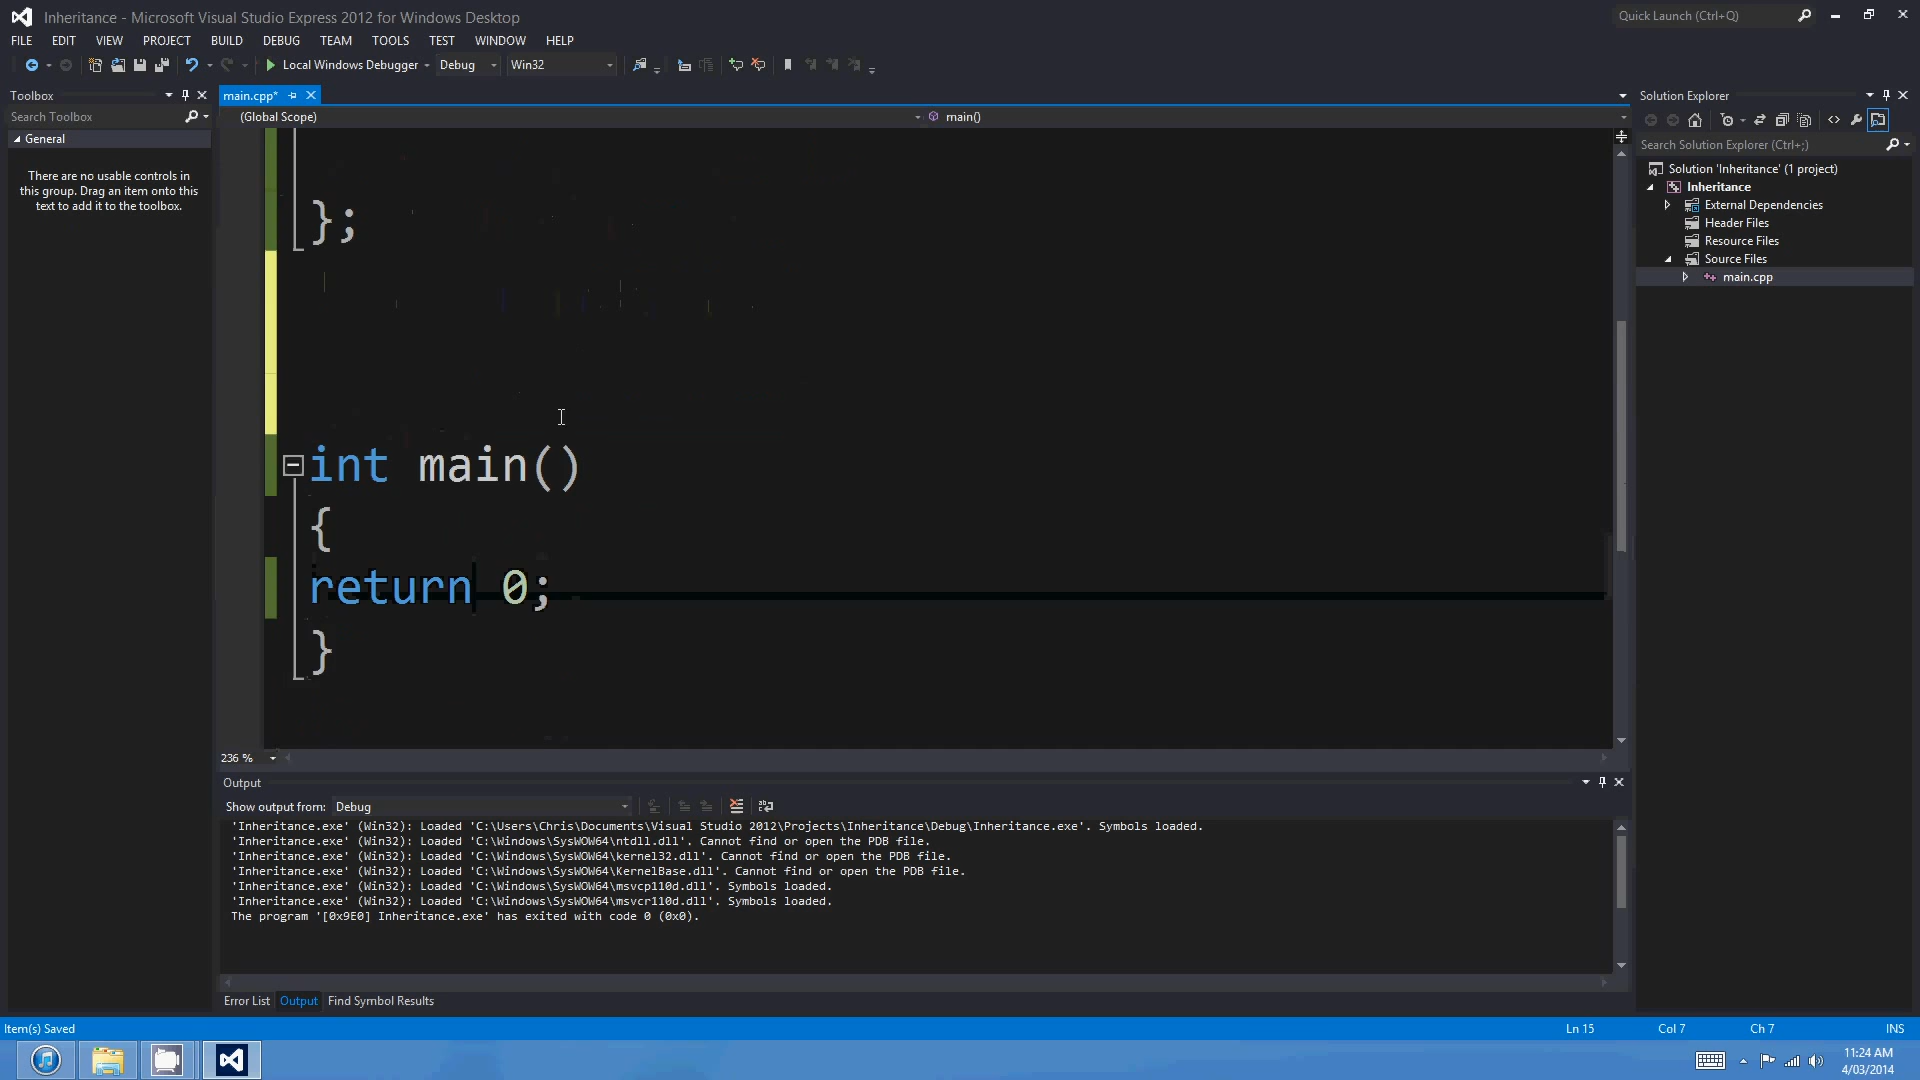 Inheritance - Microsoft Visual Studio Express 2012 for Windows Desktop
Quick Launch (Ctrl+Q)
FILE EDIT VIEW PROJECT BUILD DEBUG TEAM TOOLS TEST WINDOW HELP
Local Windows Debugger Debug Win32
Toolbox
main.cpp*
Solution Explorer
Search Toolbox
(Global Scope)
main()
General
There are no usable controls in
this group. Drag an item onto this
text to add it to the toolbox.
Search Solution Explorer (Ctrl+;)
Solution 'Inheritance' (1 project)
Inheritance
External Dependencies
Header Files
Resource Files
Source Files
main.cpp
};
int main()
{
return 0;
}
236 %
Output
Show output from: Debug
'Inheritance.exe' (Win32): Loaded 'C:\Users\Chris\Documents\Visual Studio 2012\Projects\Inheritance\Debug\Inheritance.exe'. Symbols loaded.
'Inheritance.exe' (Win32): Loaded 'C:\Windows\SysWOW64\ntdll.dll'. Cannot find or open the PDB file.
'Inheritance.exe' (Win32): Loaded 'C:\Windows\SysWOW64\kernel32.dll'. Cannot find or open the PDB file.
'Inheritance.exe' (Win32): Loaded 'C:\Windows\SysWOW64\KernelBase.dll'. Cannot find or open the PDB file.
'Inheritance.exe' (Win32): Loaded 'C:\Windows\SysWOW64\msvcp110d.dll'. Symbols loaded.
'Inheritance.exe' (Win32): Loaded 'C:\Windows\SysWOW64\msvcr110d.dll'. Symbols loaded.
The program '[0x9E0] Inheritance.exe' has exited with code 0 (0x0).
Error List Output Find Symbol Results
Item(s) Saved
Ln 15 Col 7 Ch 7 INS
11:24 AM
4/03/2014